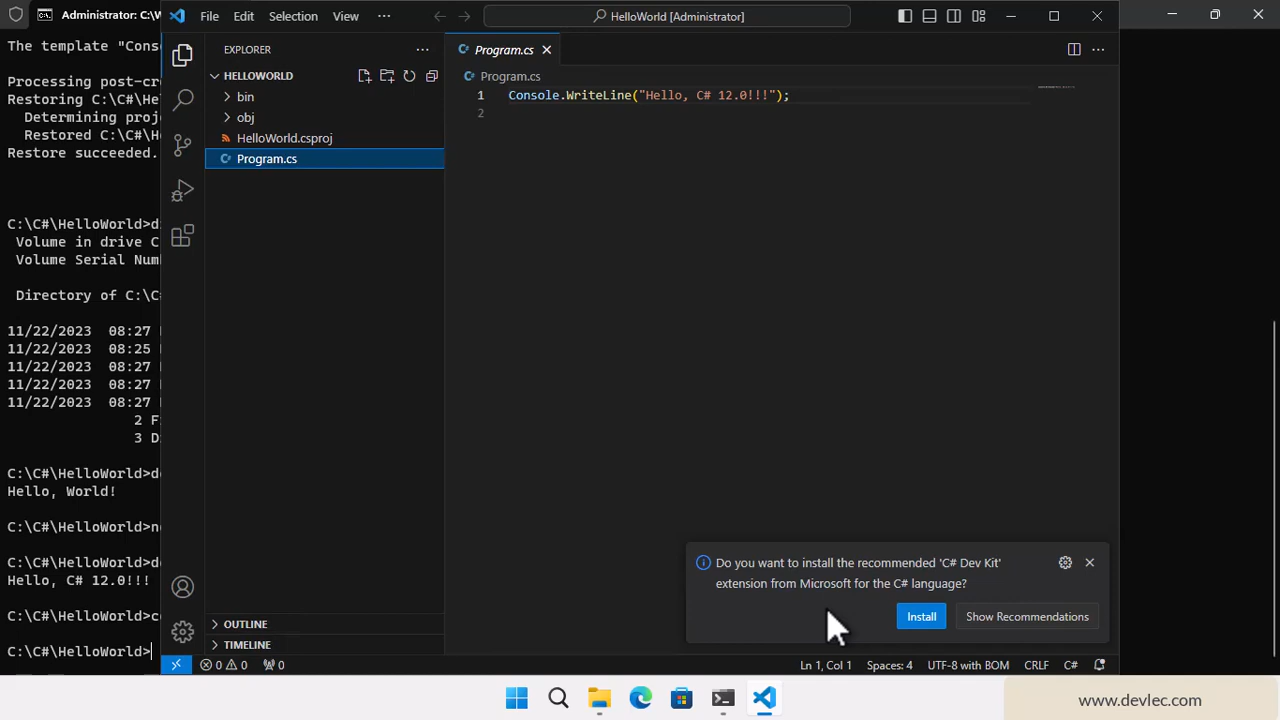 Administrator: C:\W
The template "Cons
Processing post-cre
Restoring C:\C#\He
Determining proj
Restored C:\C#\H
Restore succeeded.
C:\C#\HelloWorld>d
Volume in drive C
Volume Serial Num
Directory of C:\C
11/22/2023 08:27
11/22/2023 08:25
11/22/2023 08:27
11/22/2023 08:27
11/22/2023 08:27
2 F
3 D
C:\C#\HelloWorld>d
Hello, World!
C:\C#\HelloWorld>n
C:\C#\HelloWorld>d
Hello, C# 12.0!!!
C:\C#\HelloWorld>c
C:\C#\HelloWorld>
File Edit Selection View ···
HelloWorld [Administrator]
EXPLORER ···
HELLOWORLD
bin
obj
HelloWorld.csproj
C# Program.cs
OUTLINE
TIMELINE
C# Program.cs
C# Program.cs
1 Console.WriteLine("Hello, C# 12.0!!!");
2
Do you want to install the recommended 'C# Dev Kit'
extension from Microsoft for the C# language?
Install Show Recommendations
0 0 0 Ln 1, Col 1 Spaces: 4 UTF-8 with BOM CRLF C#
www.devlec.com